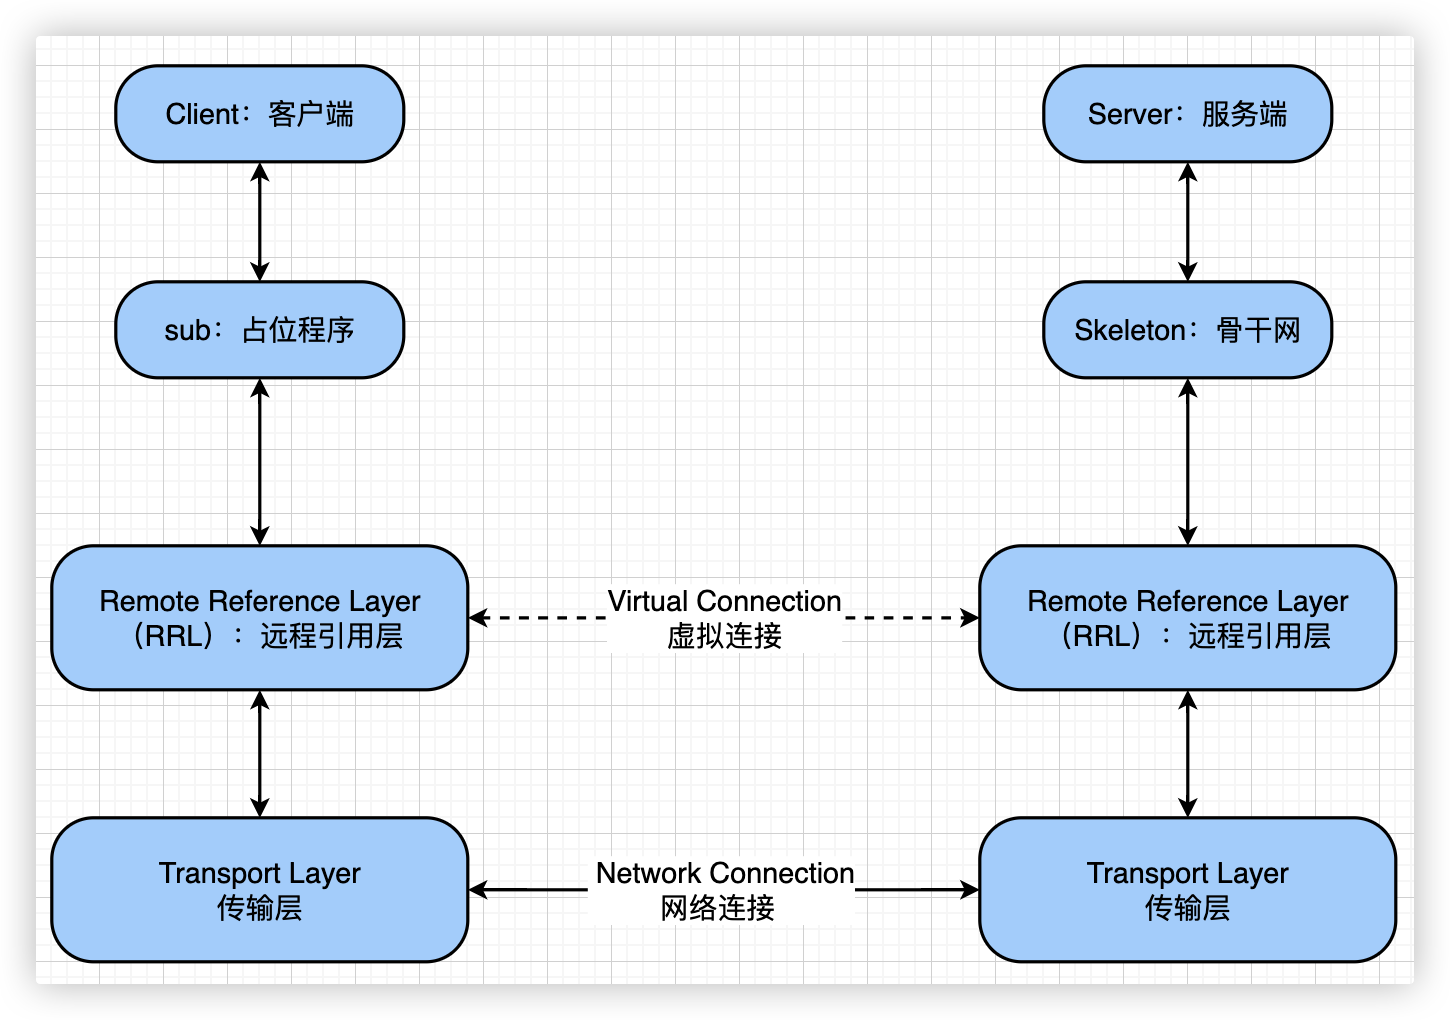 Client：客户端
Server：服务端
sub：占位程序
Skeleton：骨干网
Remote Reference Layer
（RRL）：远程引用层
Virtual Connection
虚拟连接
Remote Reference Layer
（RRL）：远程引用层
Transport Layer
传输层
Network Connection
网络连接
Transport Layer
传输层